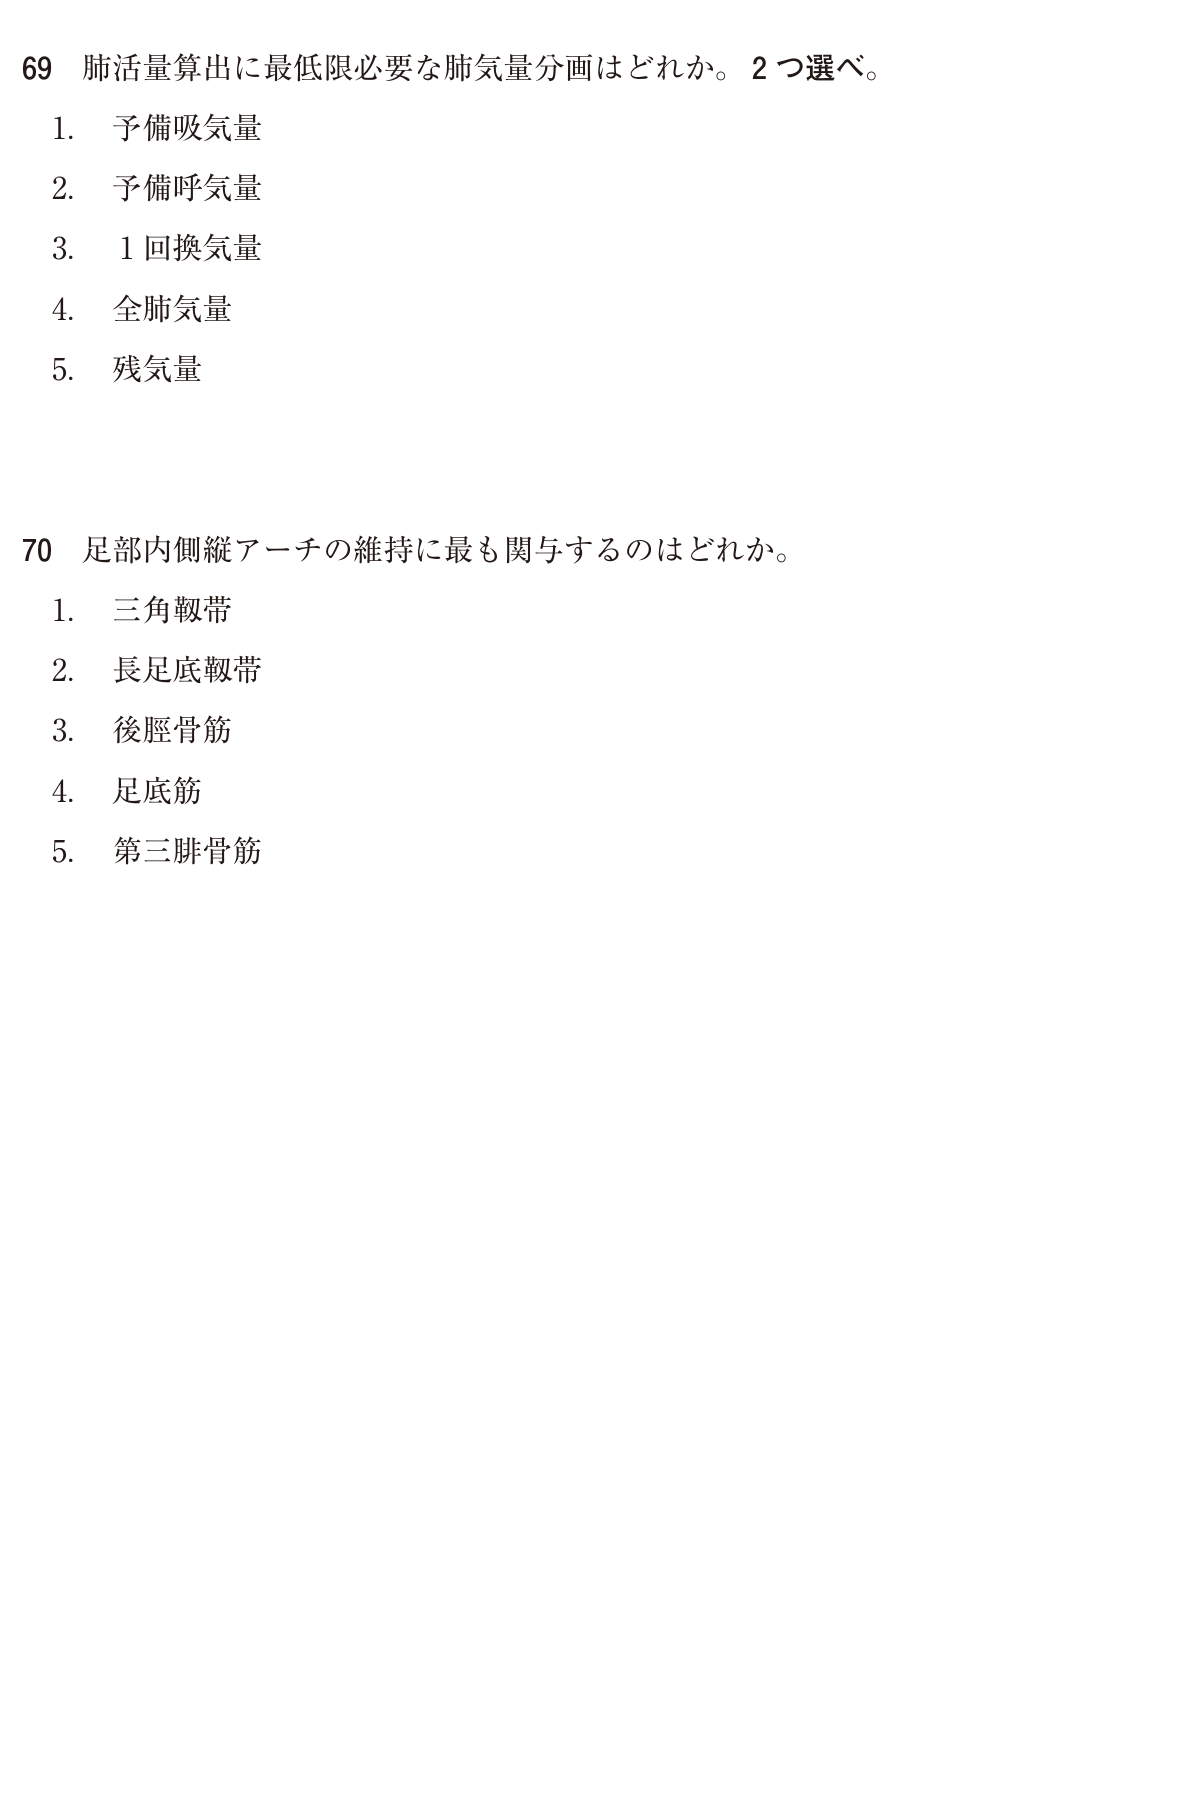 69 肺活量算出に最低限必要な肺気量分画はどれか。2つ選べ。
1. 予備吸気量
2. 予備呼気量
3. 1回換気量
4. 全肺気量
5. 残気量
70 足部内側縦アーチの維持に最も関与するのはどれか。
1. 三角靱帯
2. 長足底靱帯
3. 後脛骨筋
4. 足底筋
5. 第三腓骨筋